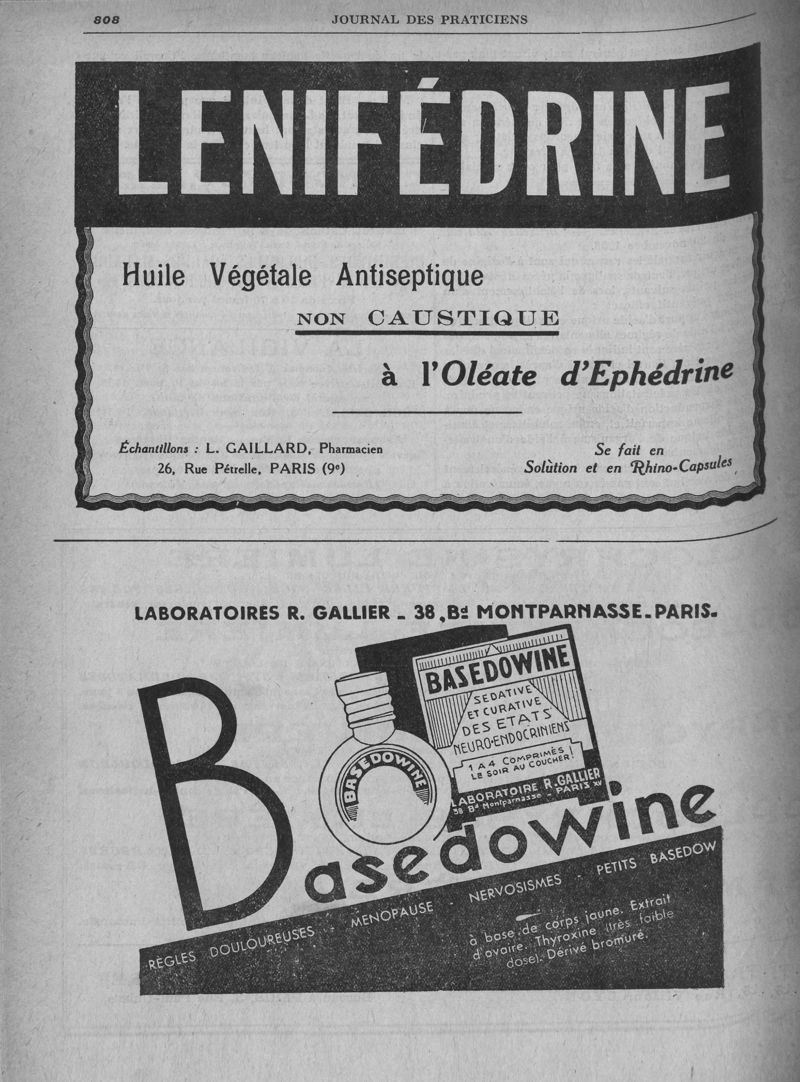 808
JOURNAL DES PRATICIENS
LENIFÉDRINE
Huile Végétale Antiseptique
NON CAUSTIQUE
à l'Oléate d'Ephédrine
Échantillons : L. GAILLARD, Pharmacien
26, Rue Pétrelle, PARIS (9e)
Se fait en
Solùtion et en Rhino-Capsules
LABORATOIRES R. GALLIER - 38, Bd MONTPARNASSE - PARIS.
BASEDOWINE
SEDATIVE
ET CURATIVE
DES ETATS
NEURO-ENDOCRINIENS
1 A 4 COMPRIMÉS
LE SOIR AU COUCHER
LABORATOIRE R. GALLIER
38 Bd Montparnasse - PARIS XV
BASEDOWINE
Basedowine
RÈGLES DOULOUREUSES - MENOPAUSE - NERVOSISMES - PETITS BASEDOW
à base de corps jaune. Extrait
d'ovaire. Thyroxine (très faible
dose). Dérivé bromuré.